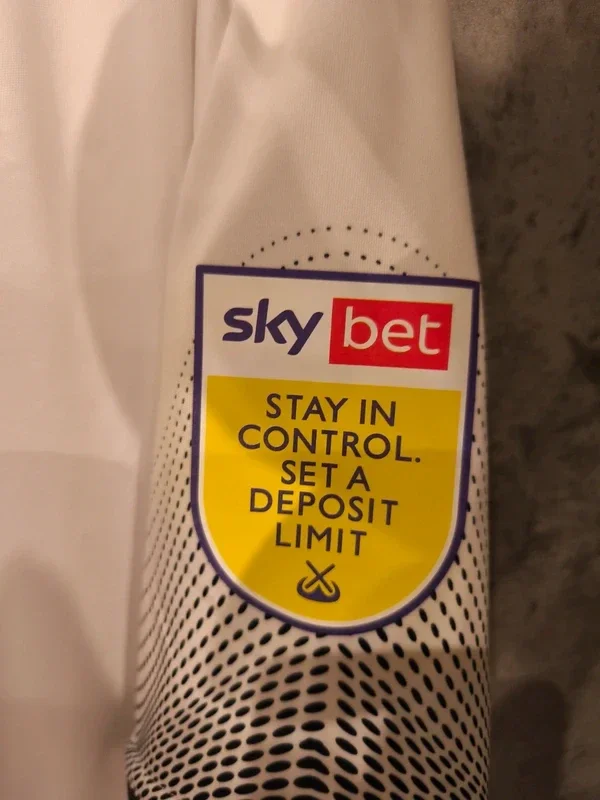 sky bet
STAY IN
CONTROL.
SET A
DEPOSIT
LIMIT